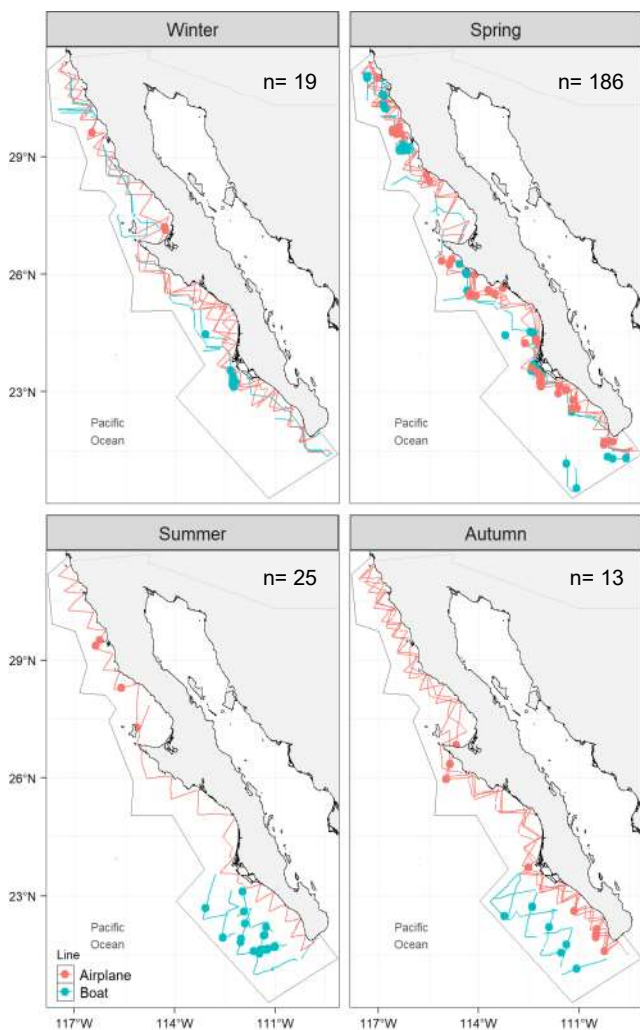 Winter
Spring
n= 19
n= 186
29°N
26°N
23°N
Pacific
Ocean
Pacific
Ocean
Summer
Autumn
n= 25
n= 13
29°N
26°N
23°N
Pacific
Ocean
Pacific
Ocean
Line
Airplane
Boat
117°W
114°W
111°W
117°W
114°W
111°W